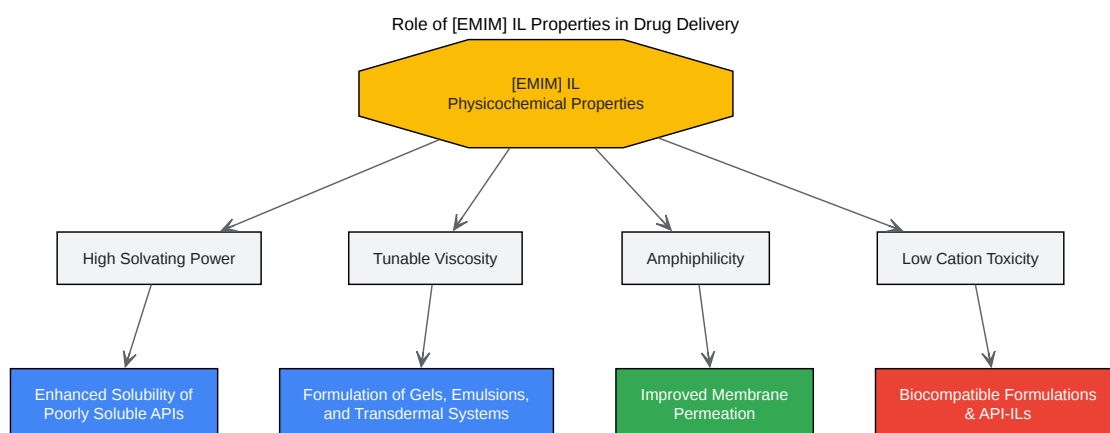 Role of [EMIM] IL Properties in Drug Delivery
[EMIM] IL
Physicochemical Properties
High Solvating Power
Tunable Viscosity
Amphiphilicity
Low Cation Toxicity
Enhanced Solubility of
Poorly Soluble APIs
Formulation of Gels, Emulsions,
and Transdermal Systems
Improved Membrane
Permeation
Biocompatible Formulations
& API-ILs